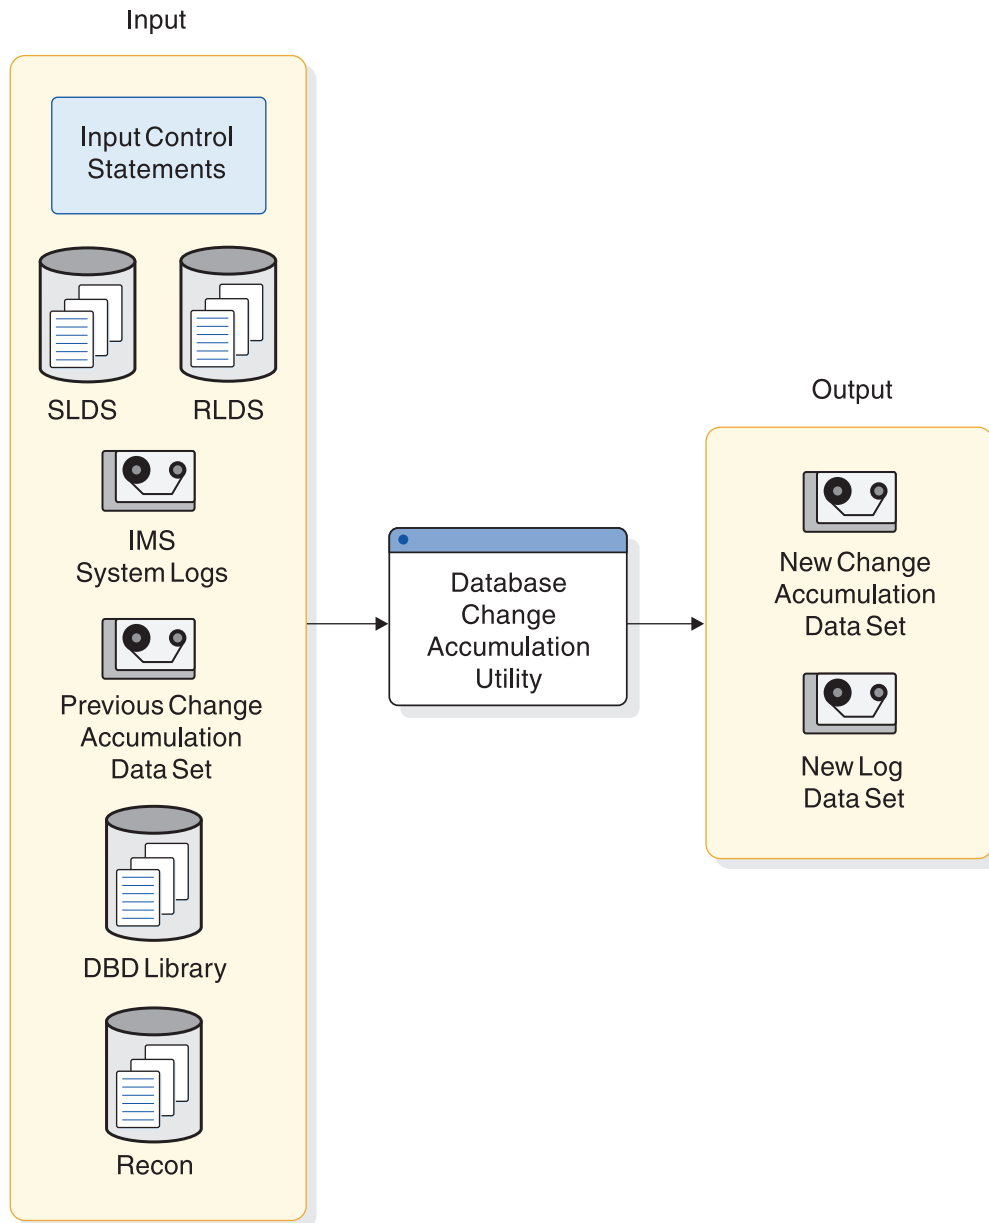 Input
Input Control
Statements
SLDS
RLDS
IMS
System Logs
Previous Change
Accumulation
Data Set
DBD Library
Recon
Database
Change
Accumulation
Utility
Output
New Change
Accumulation
Data Set
New Log
Data Set